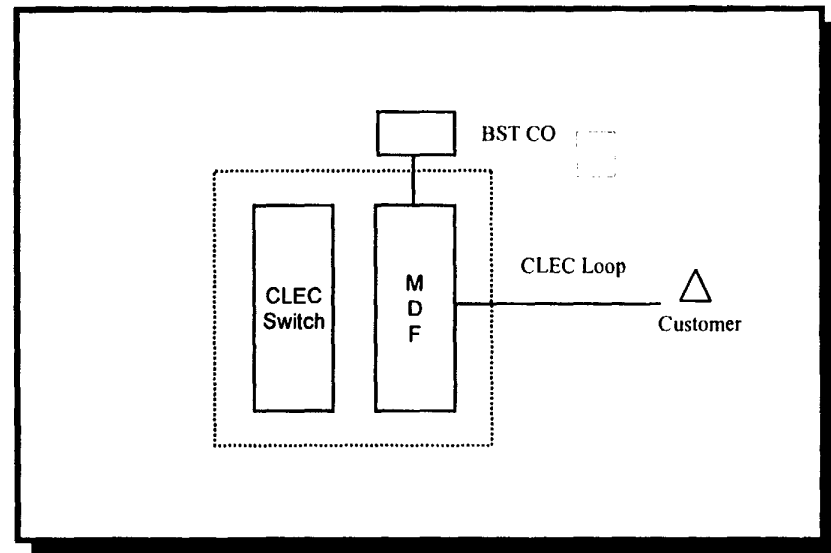 BST CO
CLEC Loop
CLEC
Switch
M
D
F
Customer